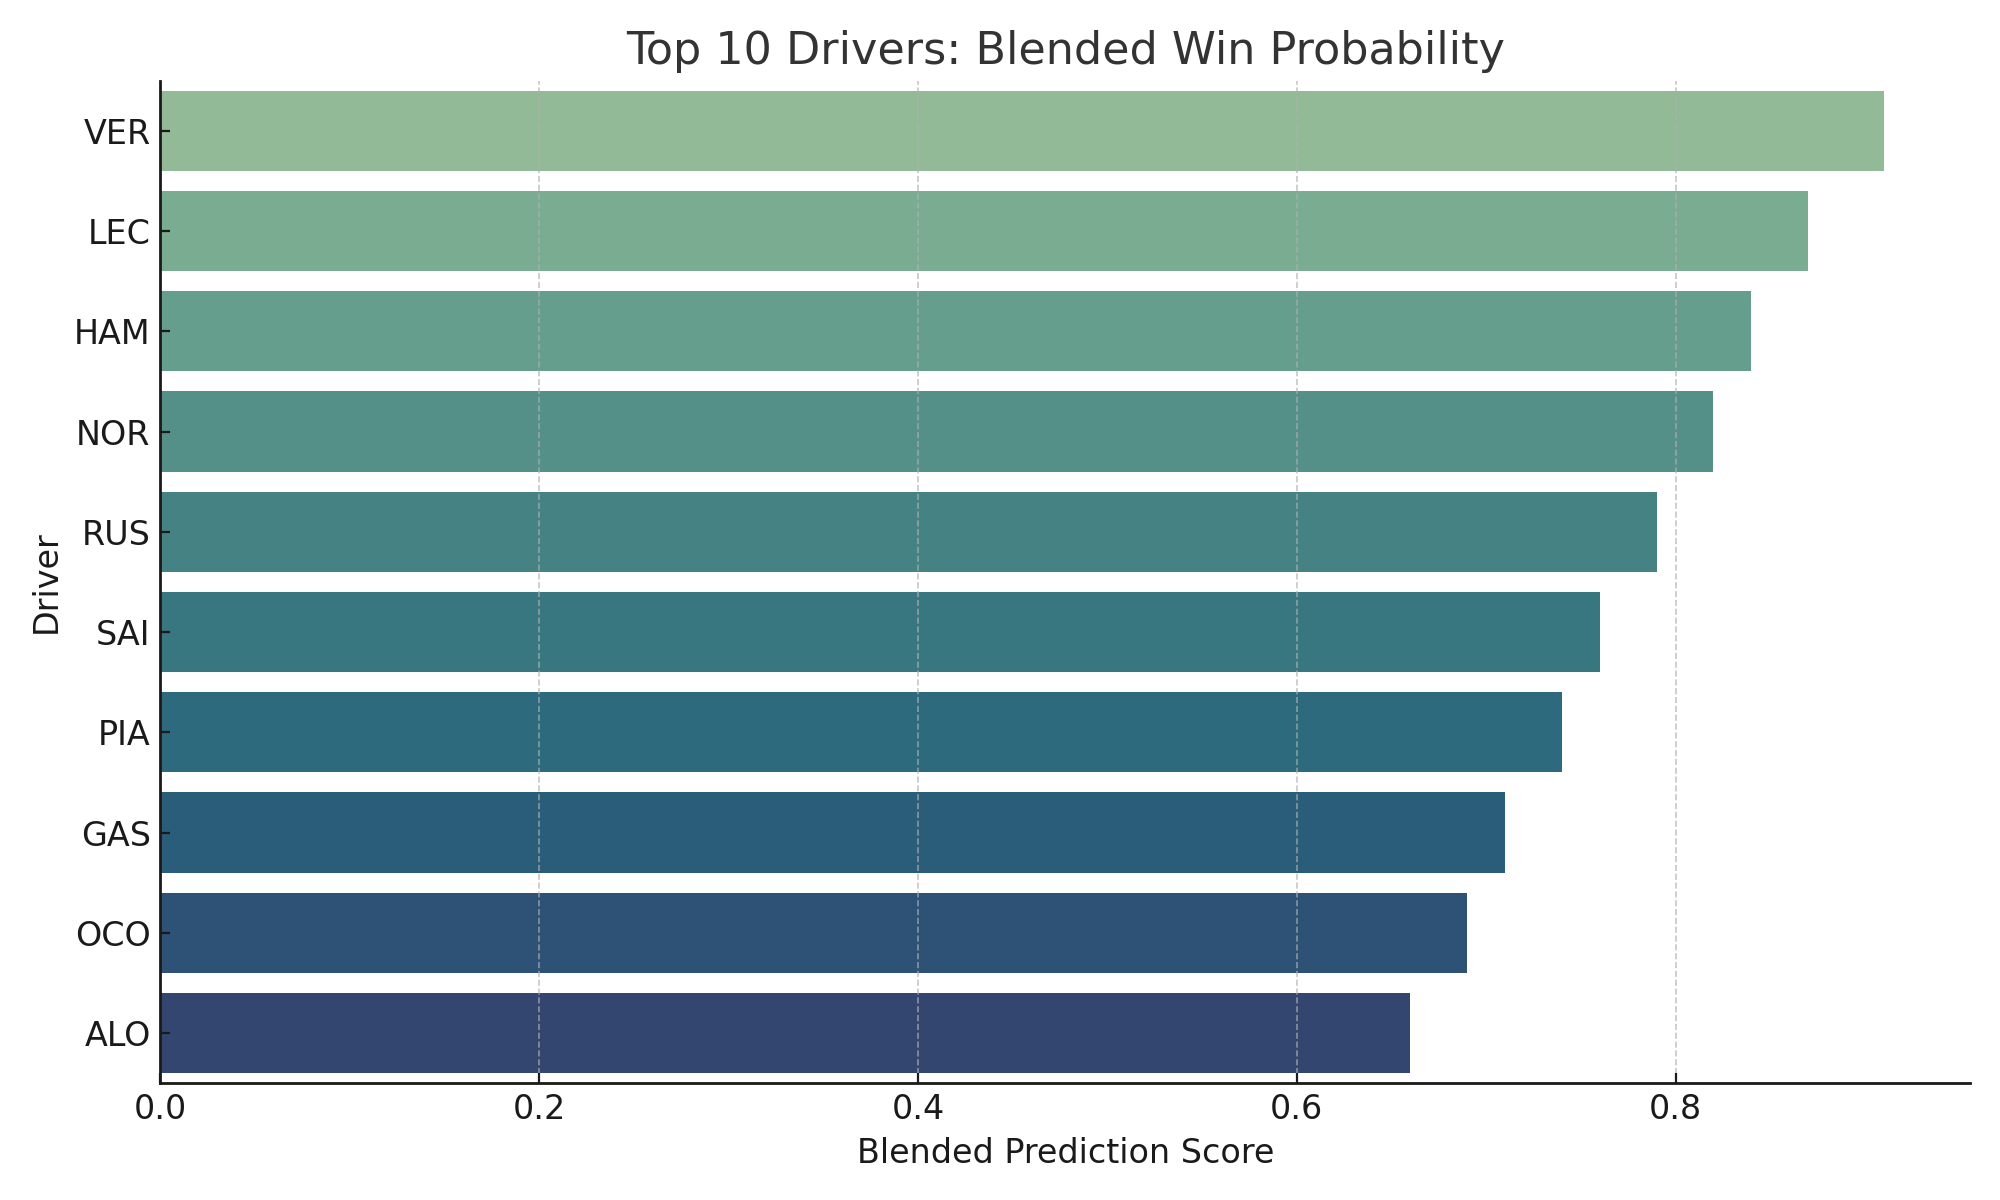 Top 10 Drivers: Blended Win Probability
VER
LEC
HAM
NOR
RUS
SAI
PIA
GAS
OCO
ALO
Driver
0.0 0.2 0.4 0.6 0.8
Blended Prediction Score